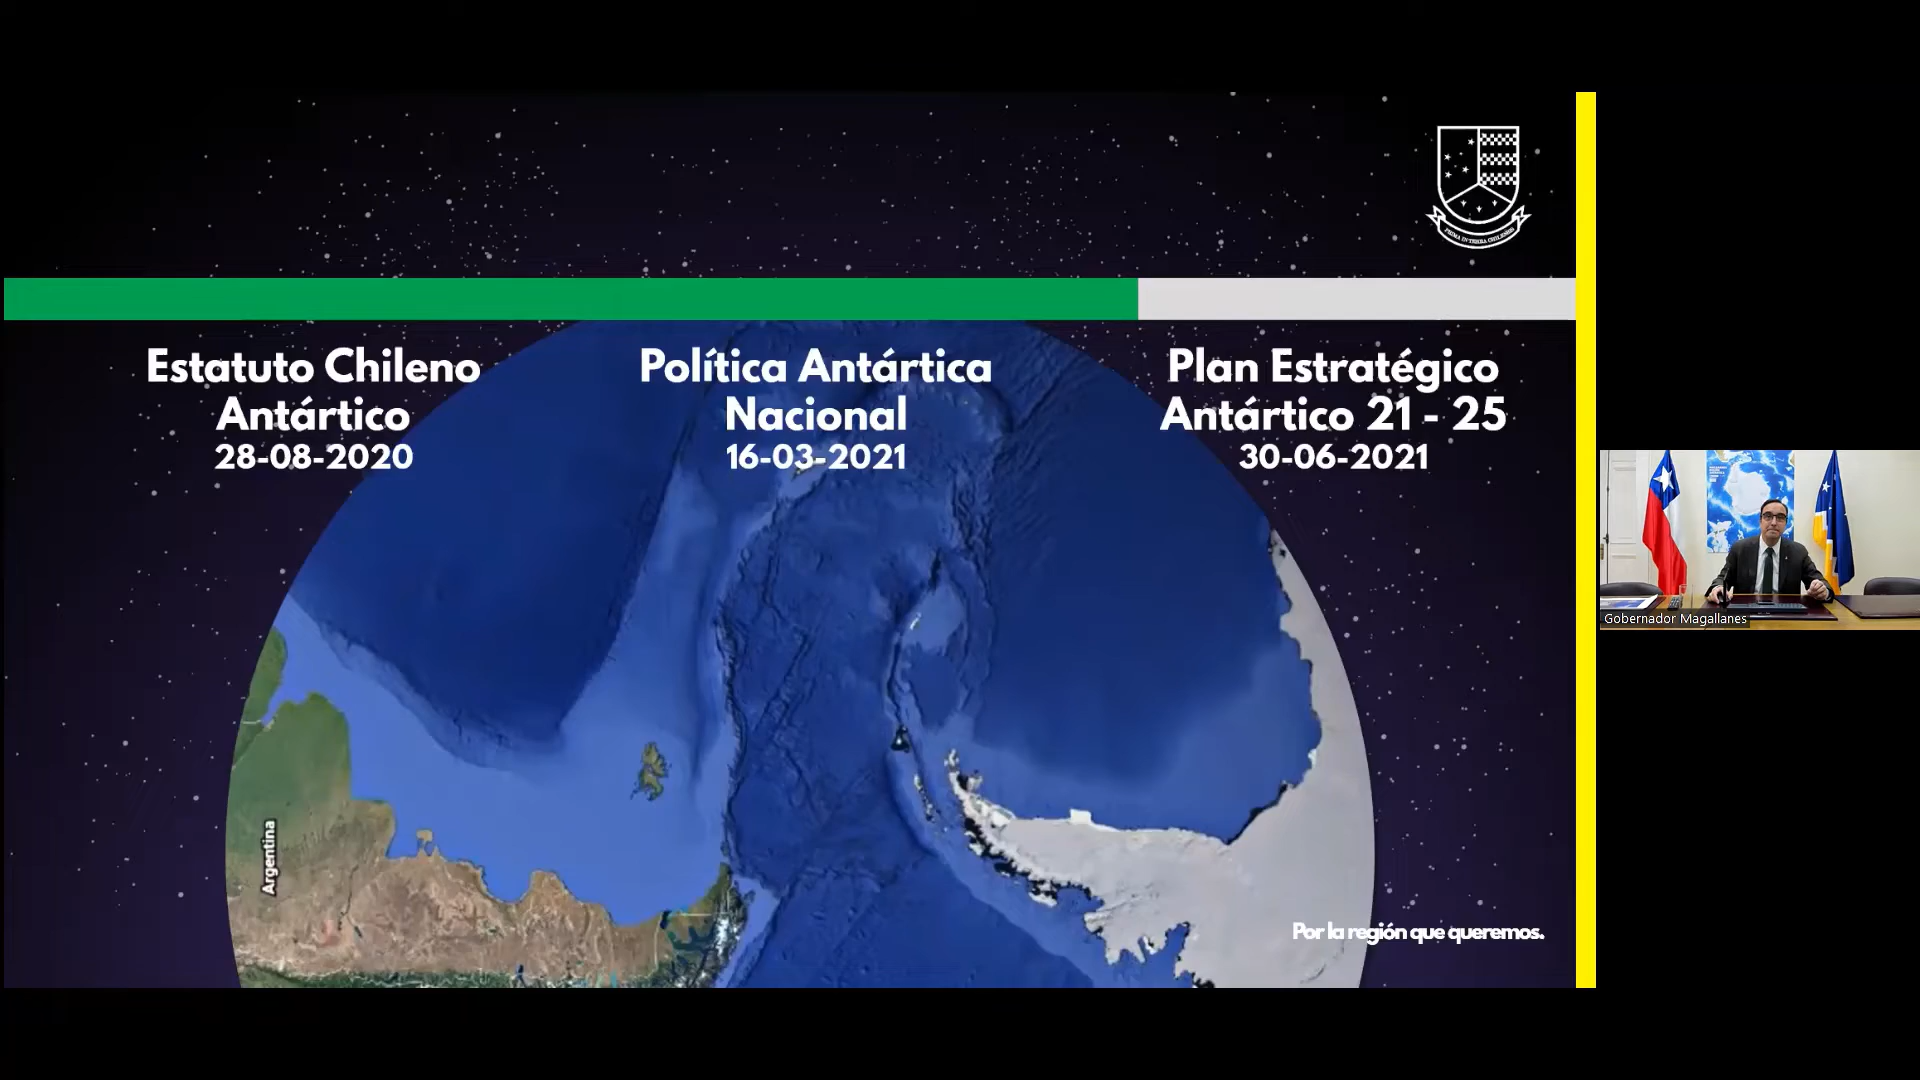 Estatuto Chileno
Antártico
28-08-2020
Política Antártica
Nacional
16-03-2021
Plan Estratégico
Antártico 21 - 25
30-06-2021
Argentina
Por la región que queremos.
Gobernador Magallanes